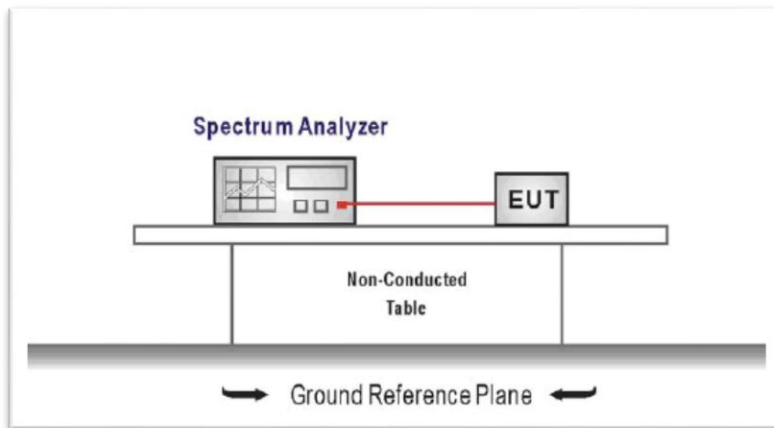 Spectrum Analyzer
EUT
Non-Conducted
Table
Ground Reference Plane